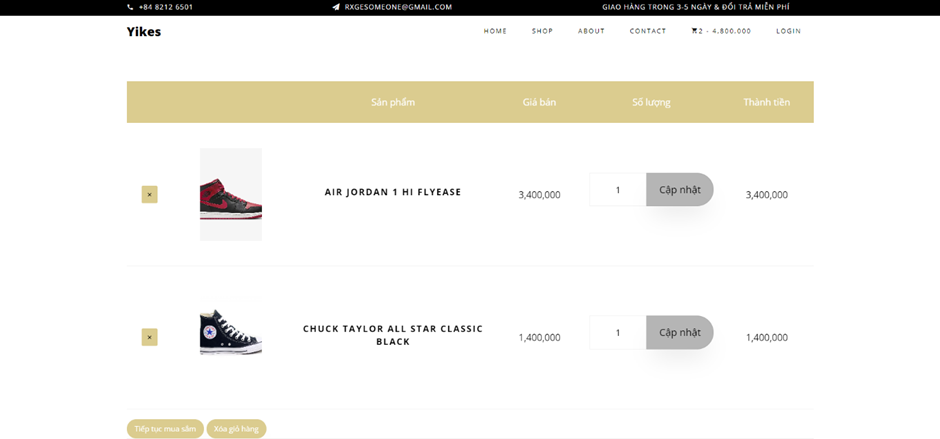 +84 8212 6501
RXGESOMEONE@GMAIL.COM
GIAO HÀNG TRONG 3-5 NGÀY & ĐỔI TRẢ MIỄN PHÍ
Yikes
HOME
SHOP
ABOUT
CONTACT
2 - 4,800,000
LOGIN
Sản phẩm
Giá bán
Số lượng
Thành tiền
×
AIR JORDAN 1 HI FLYEASE
3,400,000
1
Cập nhật
3,400,000
×
CHUCK TAYLOR ALL STAR CLASSIC
BLACK
1,400,000
1
Cập nhật
1,400,000
Tiếp tục mua sắm
Xóa giỏ hàng